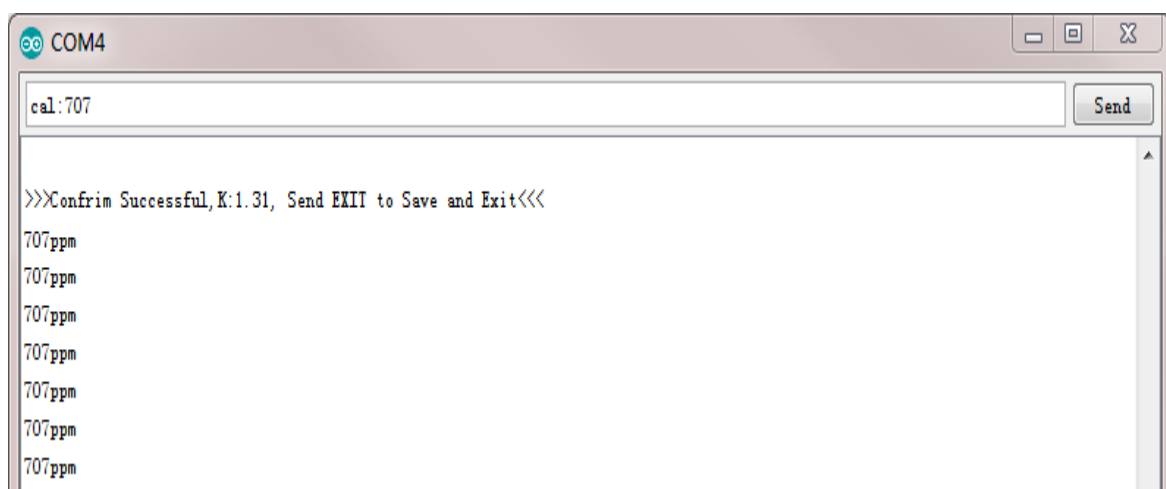 COM4
cal:707
Send
>>>Confrim Successful,K:1.31, Send EXIT to Save and Exit<<<
707ppm
707ppm
707ppm
707ppm
707ppm
707ppm
707ppm